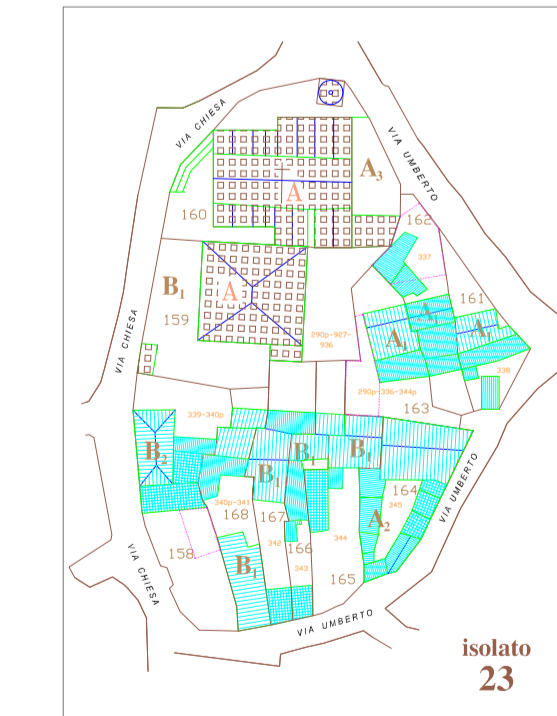 VIA CHIESA
VIA UMBERTO
A3
A
160
162
337
B1
A
159
161
A1
A1
A1
290p-927-
936
VIA CHIESA
338
290p-336-344p
163
339-340p
B2
B1
B1
B1
340p-341
164
345
168
167
A2
VIA UMBERTO
158
342
166
344
B1
343
165
VIA CHIESA
VIA UMBERTO
isolato
23